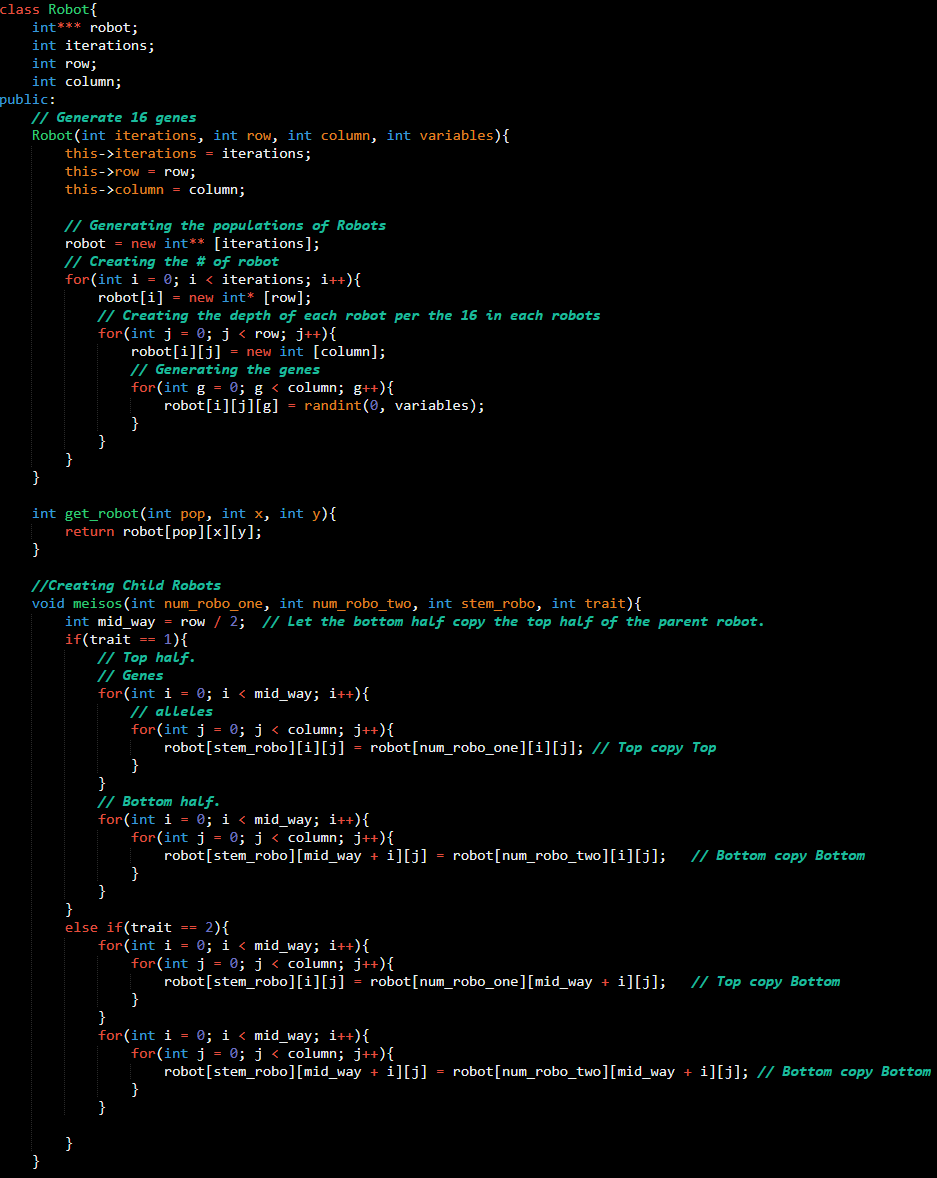 class Robot{
    int*** robot;
    int iterations;
    int row;
    int column;
public:
    // Generate 16 genes
    Robot(int iterations, int row, int column, int variables){
        this->iterations = iterations;
        this->row = row;
        this->column = column;

        // Generating the populations of Robots
        robot = new int** [iterations];
        // Creating the # of robot
        for(int i = 0; i < iterations; i++){
            robot[i] = new int* [row];
            // Creating the depth of each robot per the 16 in each robots
            for(int j = 0; j < row; j++){
                robot[i][j] = new int [column];
                // Generating the genes
                for(int g = 0; g < column; g++){
                    robot[i][j][g] = randint(0, variables);
                }
            }
        }
    }

    int get_robot(int pop, int x, int y){
        return robot[pop][x][y];
    }

    //Creating Child Robots
    void meisos(int num_robo_one, int num_robo_two, int stem_robo, int trait){
        int mid_way = row / 2;  // Let the bottom half copy the top half of the parent robot.
        if(trait == 1){
            // Top half.
            // Genes
            for(int i = 0; i < mid_way; i++){
                // alleles
                for(int j = 0; j < column; j++){
                    robot[stem_robo][i][j] = robot[num_robo_one][i][j]; // Top copy Top
                }
            }
            // Bottom half.
            for(int i = 0; i < mid_way; i++){
                for(int j = 0; j < column; j++){
                    robot[stem_robo][mid_way + i][j] = robot[num_robo_two][i][j];   // Bottom copy Bottom
                }
            }
        }
        else if(trait == 2){
            for(int i = 0; i < mid_way; i++){
                for(int j = 0; j < column; j++){
                    robot[stem_robo][i][j] = robot[num_robo_one][mid_way + i][j];   // Top copy Bottom
                }
            }
            for(int i = 0; i < mid_way; i++){
                for(int j = 0; j < column; j++){
                    robot[stem_robo][mid_way + i][j] = robot[num_robo_two][mid_way + i][j]; // Bottom copy Bottom
                }
            }

        }
    }